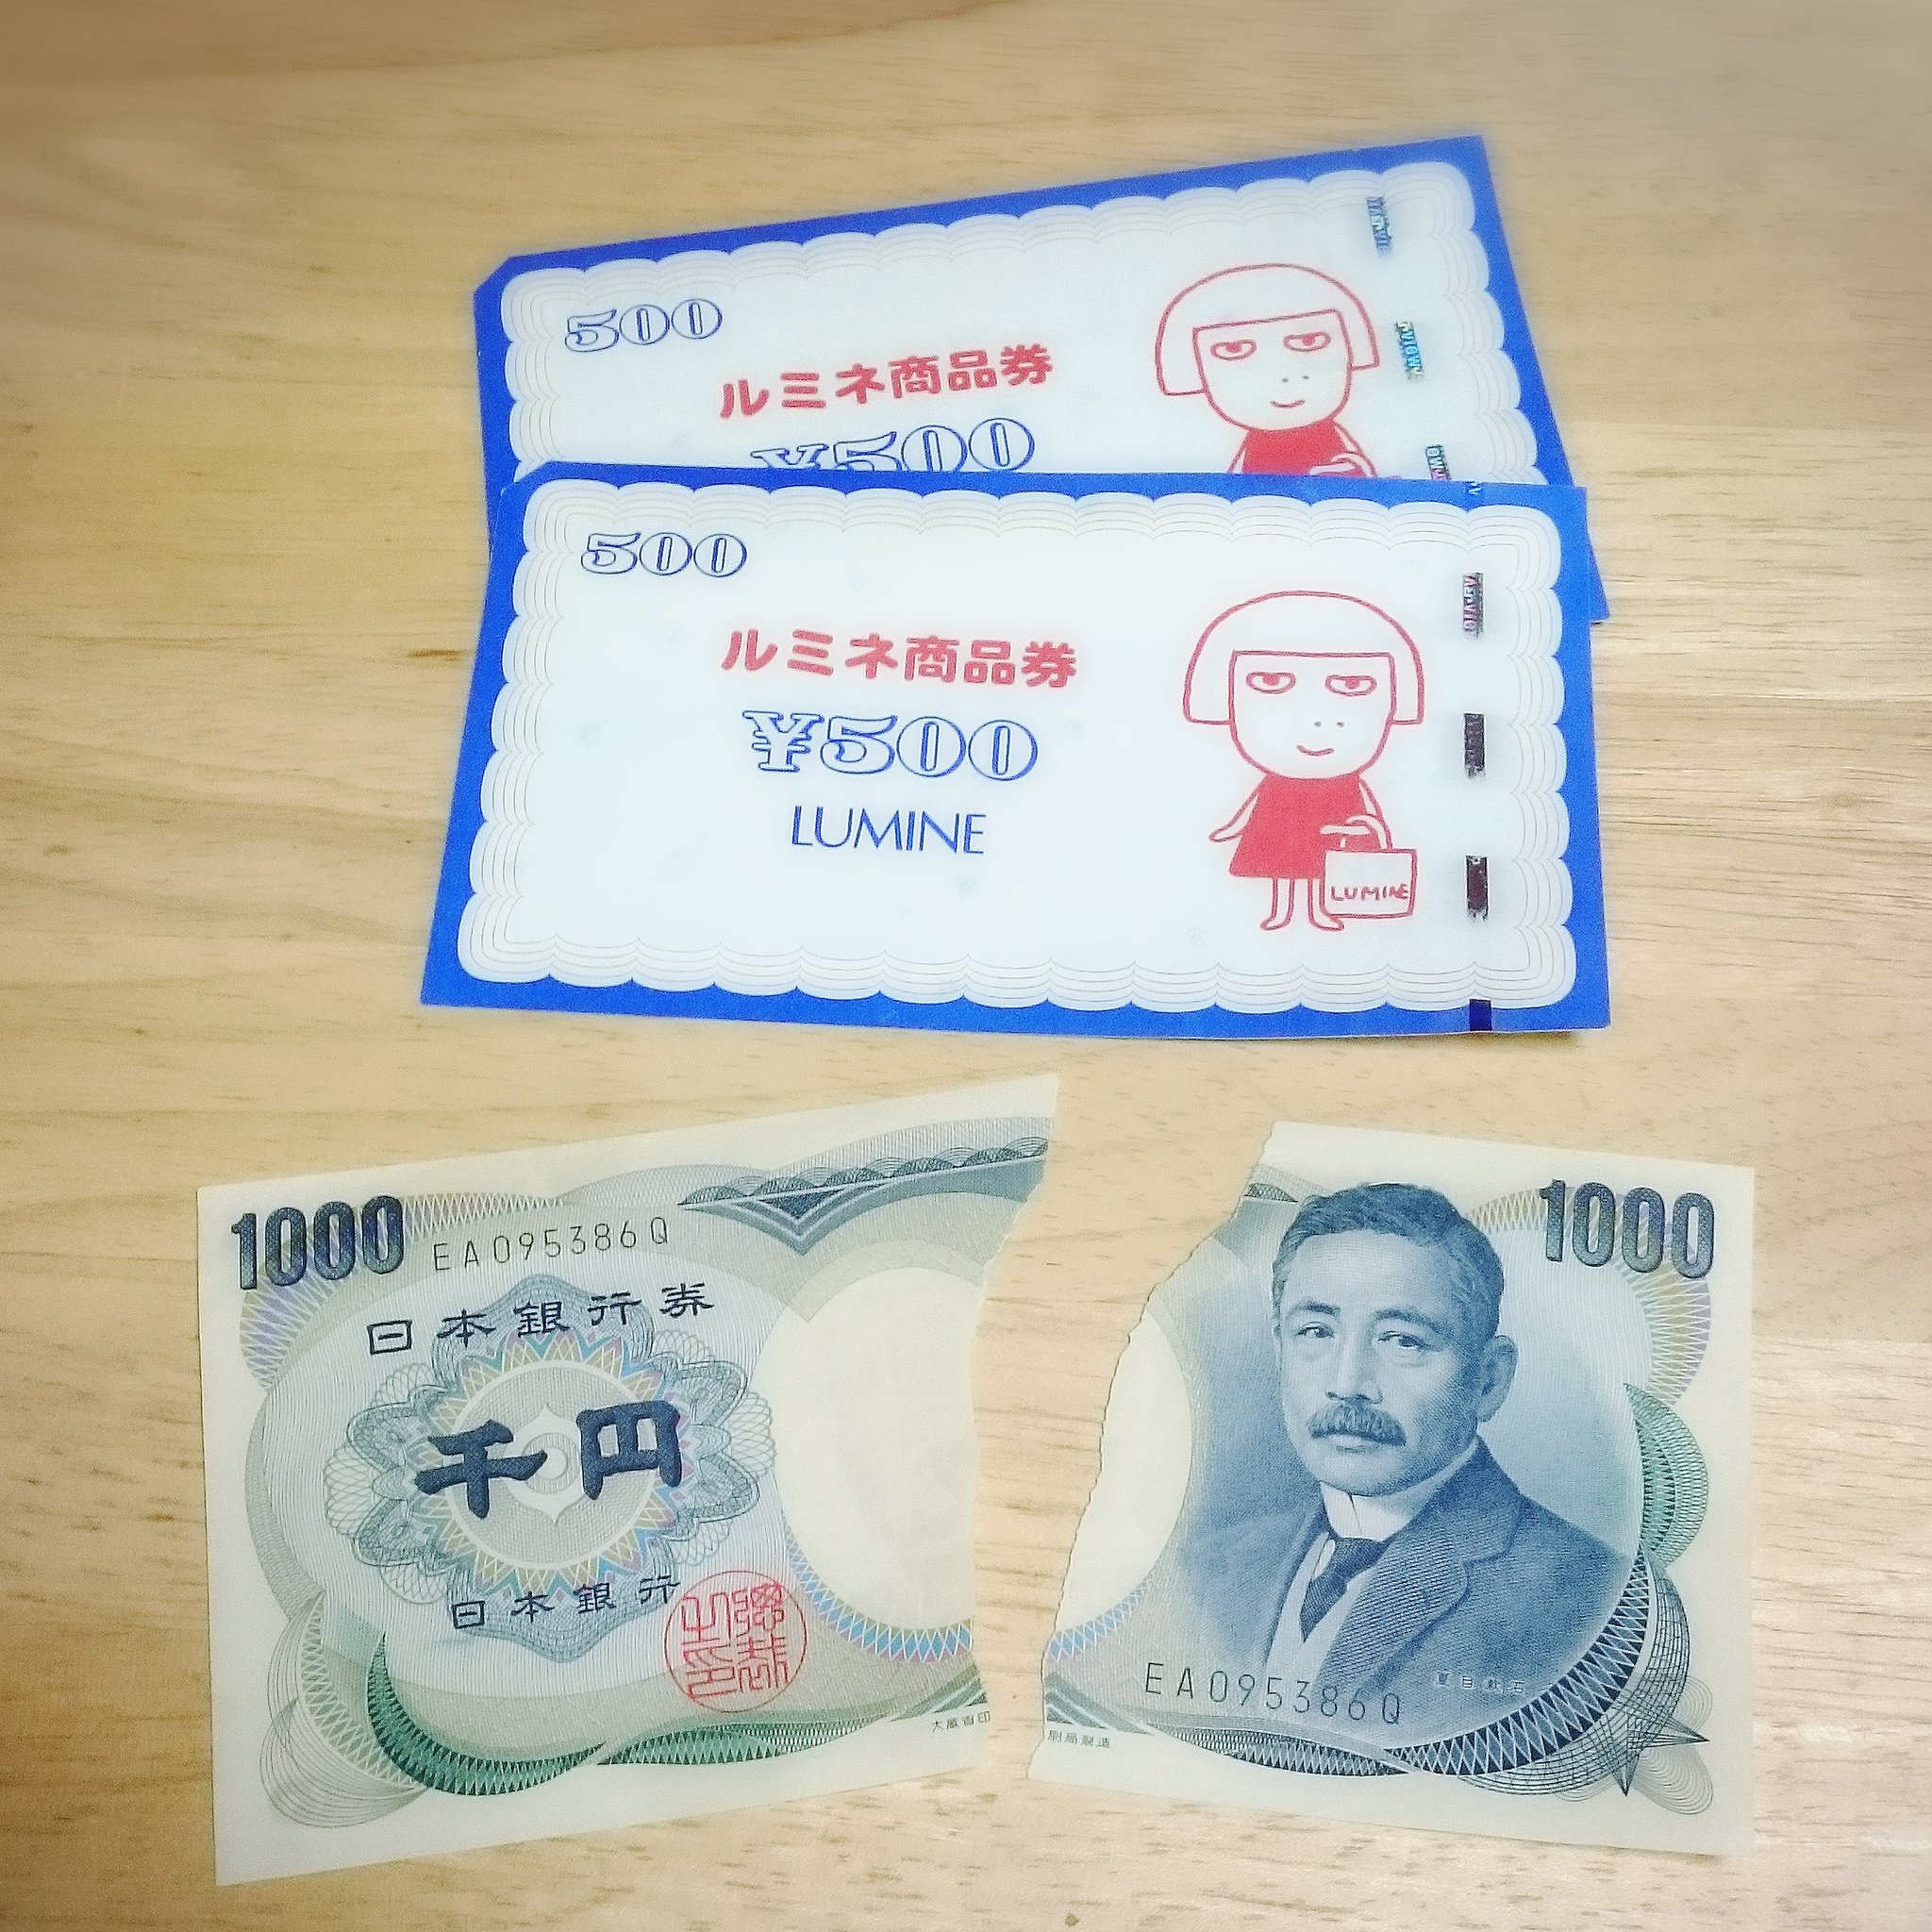 500
ルミネ商品券
¥500
500
ルミネ商品券
¥500
LUMINE
LUMINE
1000
EA095386Q
日本銀行券
千円
日本銀行
大蔵省印
1000
EA095386Q
夏目漱石
刷局製造